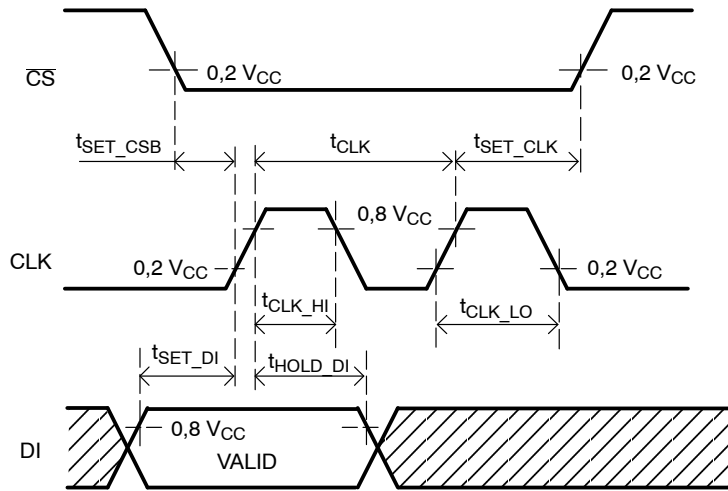 CS
0,2 VCC
0,2 VCC
tSET_CSB
tCLK
tSET_CLK
0,8 VCC
CLK
0,2 VCC
0,2 VCC
tCLK_HI
tCLK_LO
tSET_DI
tHOLD_DI
0,8 VCC
DI
VALID